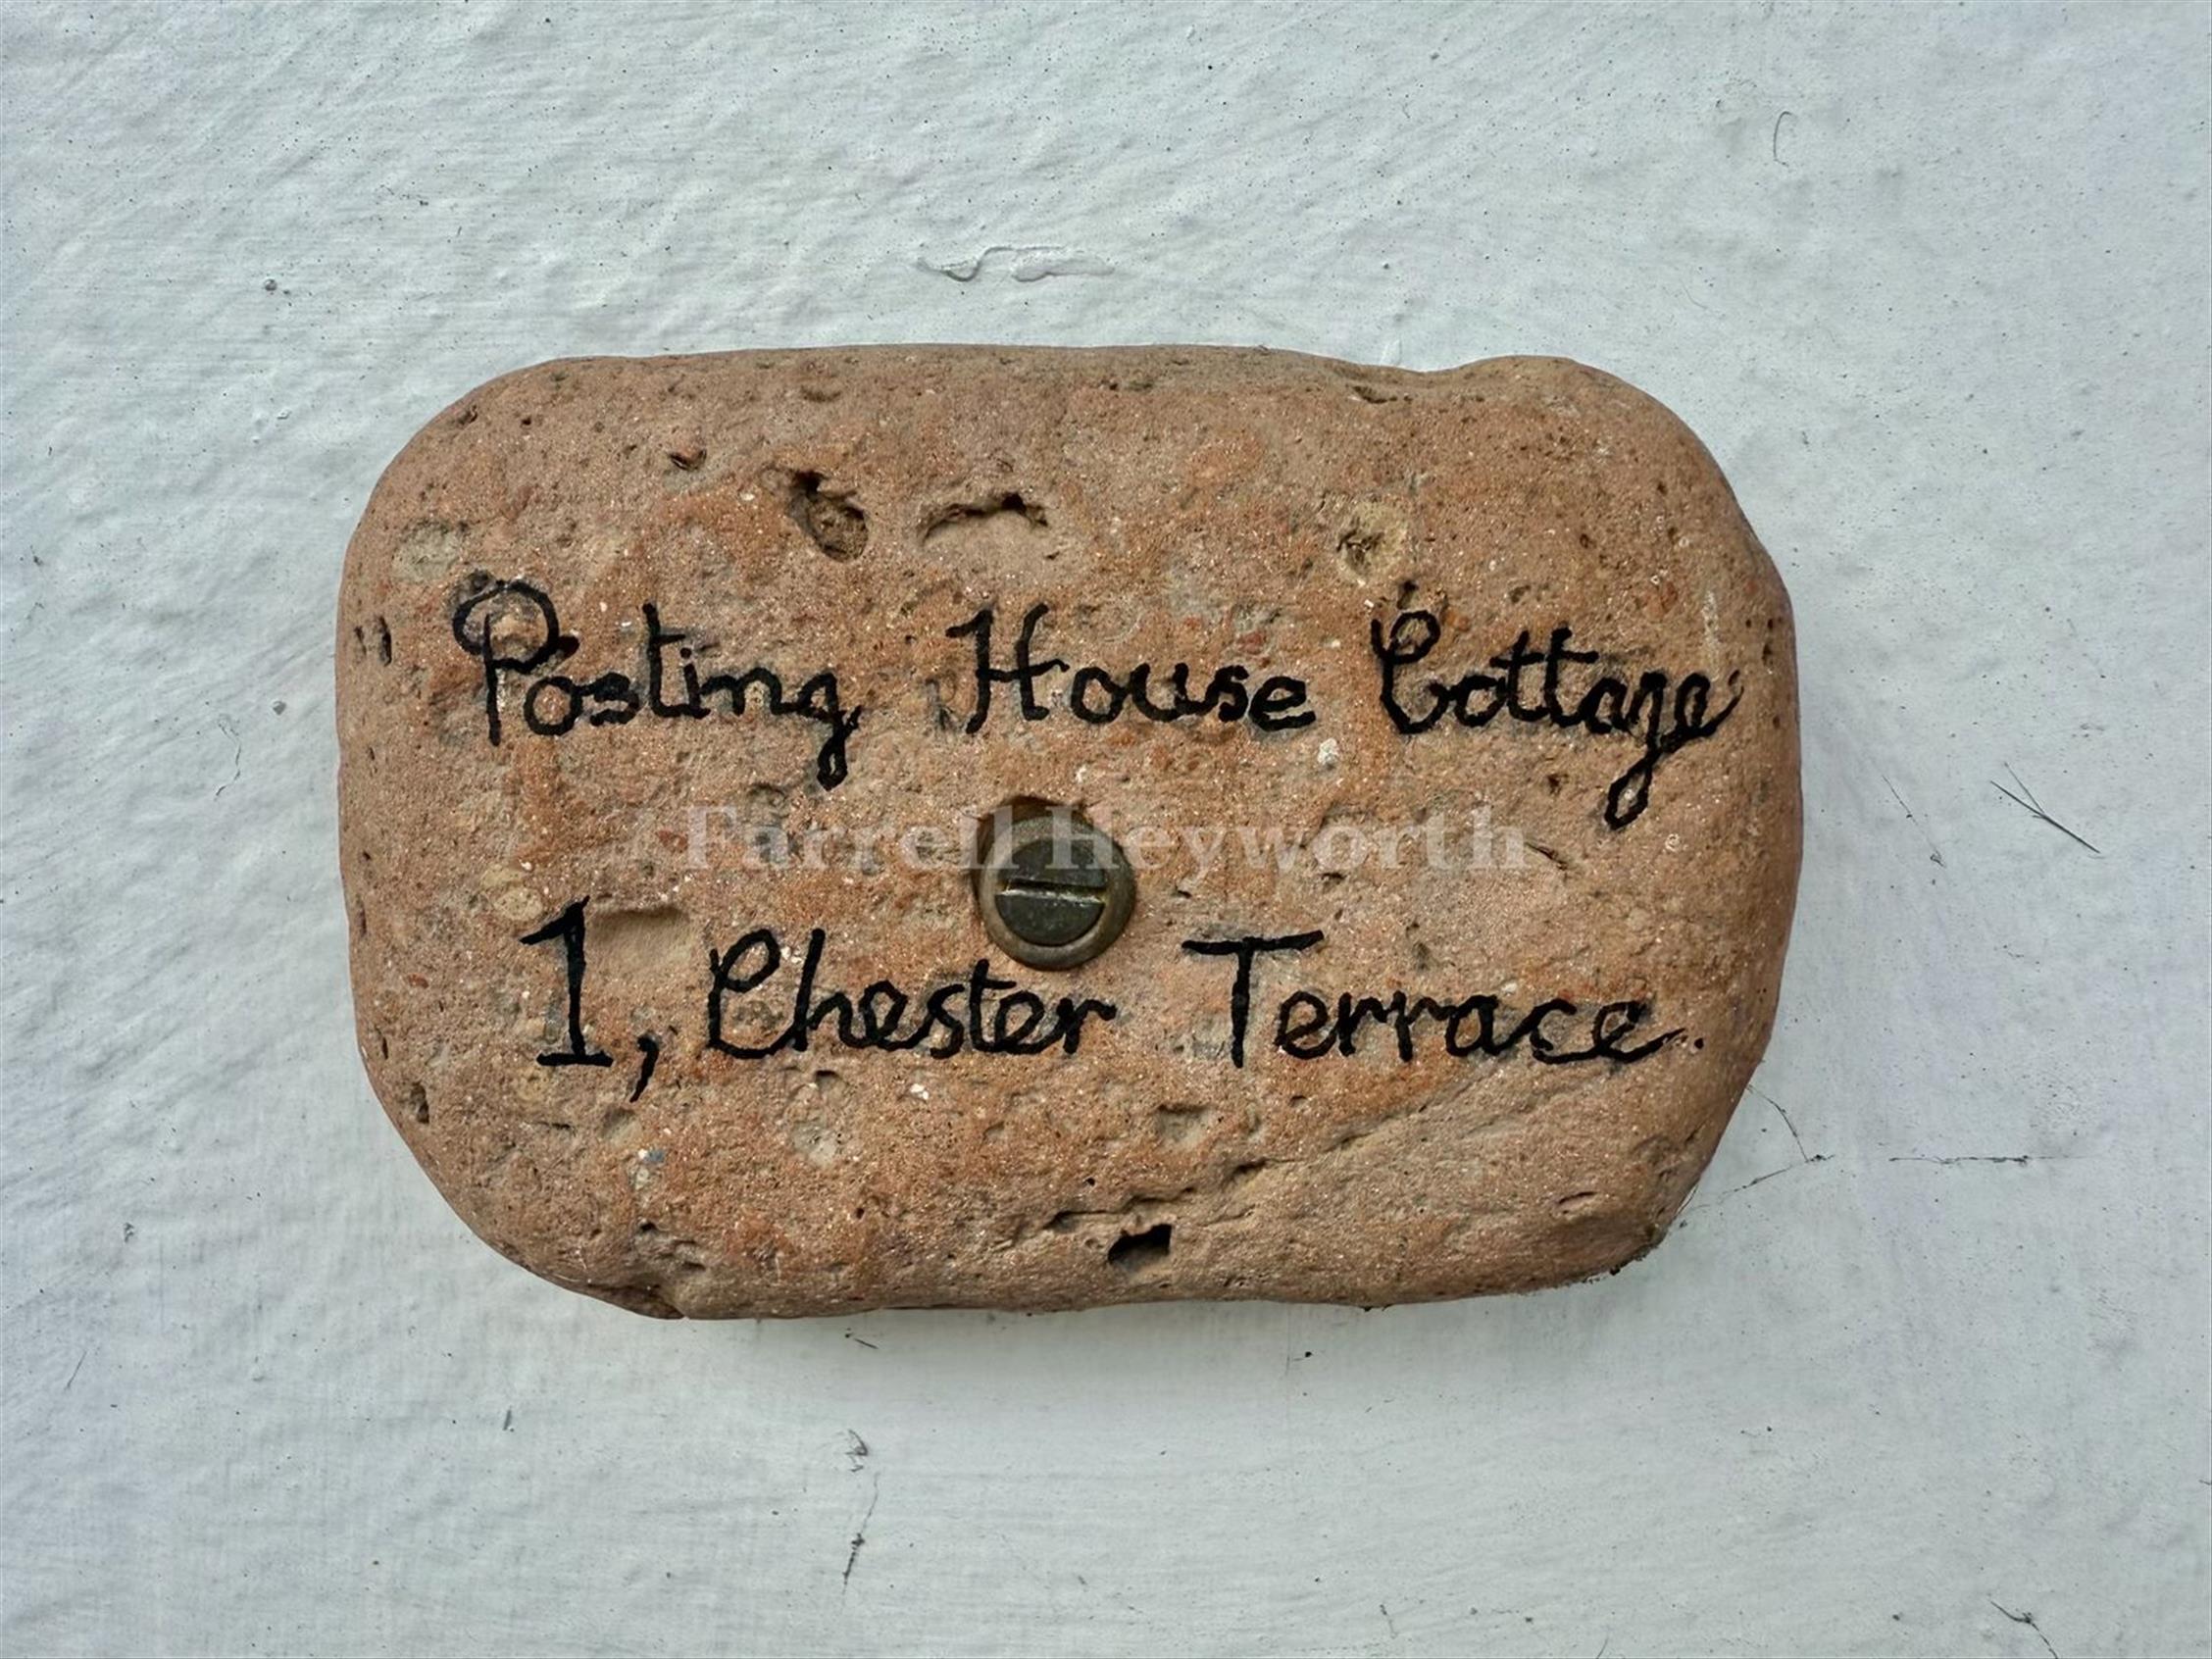 Posting House Cottage
Farrell Heyworth
1, Chester Terrace.